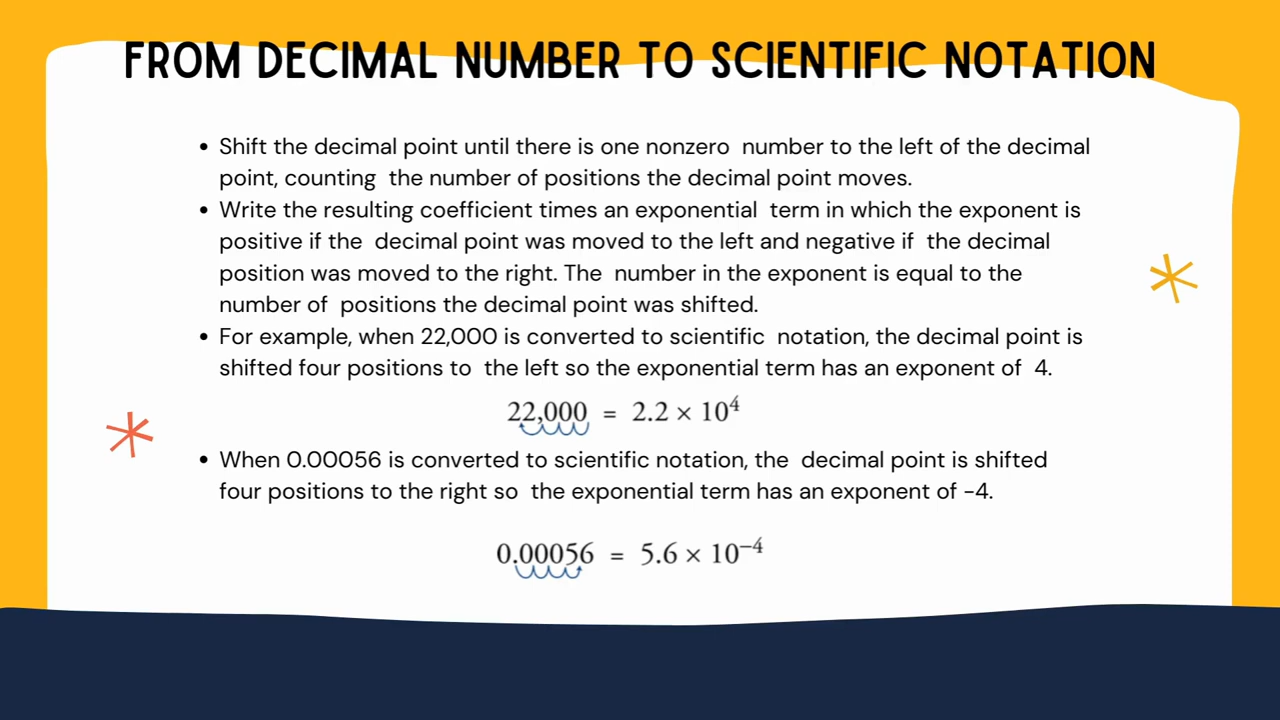 FROM DECIMAL NUMBER TO SCIENTIFIC NOTATION
• Shift the decimal point until there is one nonzero number to the left of the decimal
point, counting the number of positions the decimal point moves.
• Write the resulting coefficient times an exponential term in which the exponent is
positive if the decimal point was moved to the left and negative if the decimal
position was moved to the right. The number in the exponent is equal to the
number of positions the decimal point was shifted.
• For example, when 22,000 is converted to scientific notation, the decimal point is
shifted four positions to the left so the exponential term has an exponent of 4.
22,000 = 2.2 × 10⁴
• When 0.00056 is converted to scientific notation, the decimal point is shifted
four positions to the right so the exponential term has an exponent of -4.
0.00056 = 5.6 × 10⁻⁴